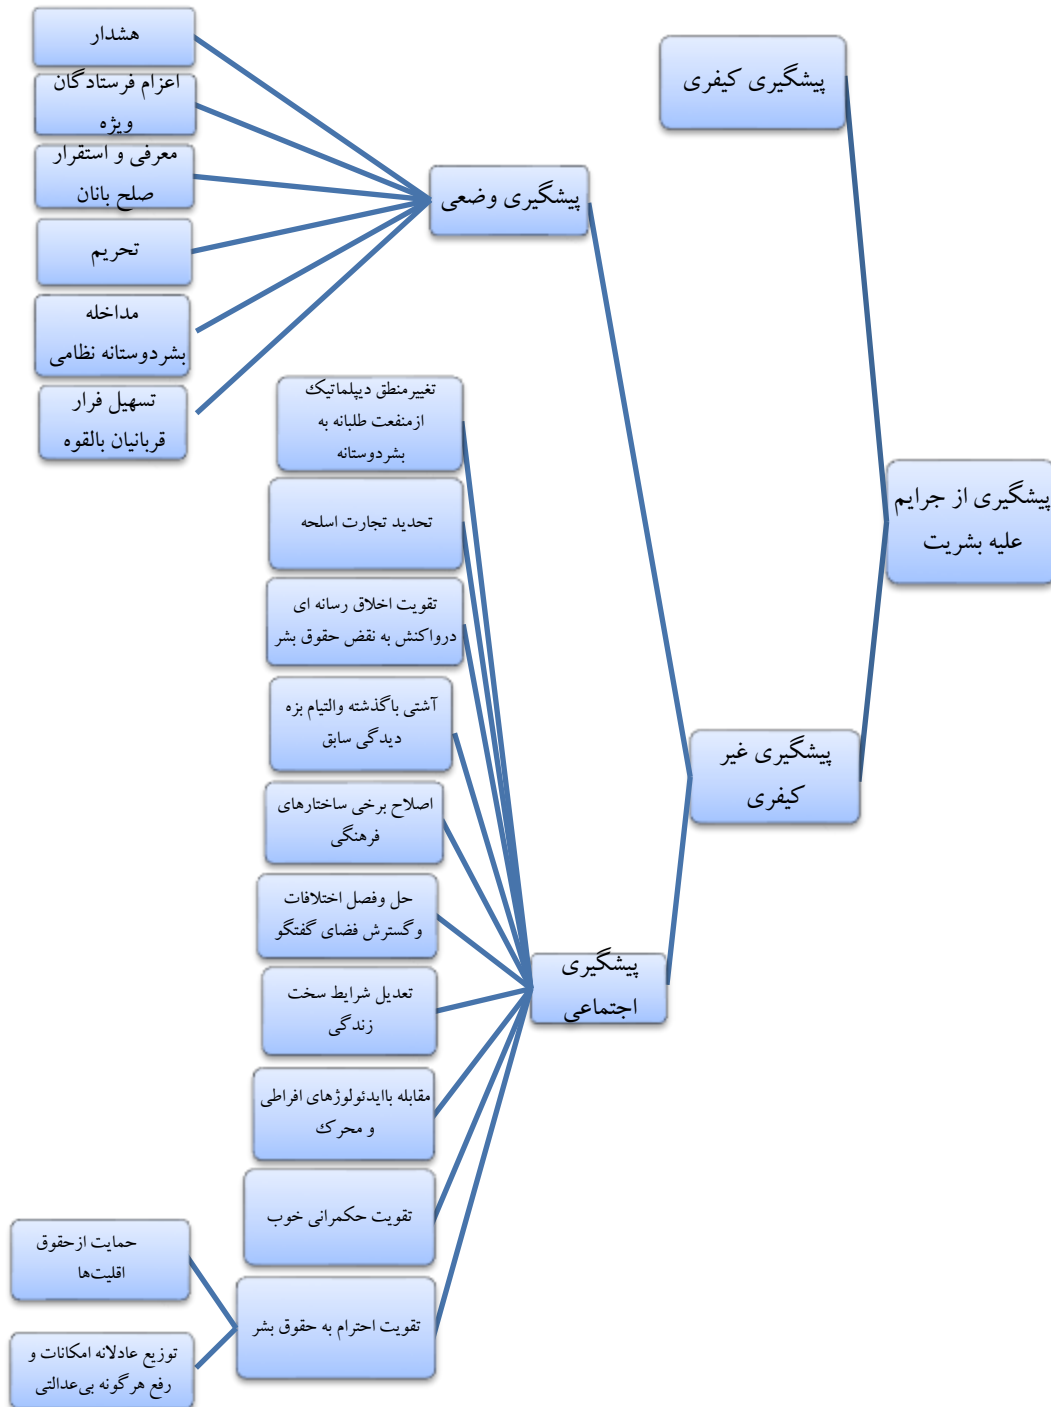 پیشگیری از جرایم
علیه بشریت
پیشگیری کیفری
پیشگیری غیر
کیفری
پیشگیری وضعی
هشدار
اعزام فرستادگان
ویژه
معرفی و استقرار
صلح بانان
تحریم
مداخله
بشردوستانه نظامی
تسهیل فرار
قربانیان بالقوه
پیشگیری
اجتماعی
تغییرمنطق دیپلماتیک
ازمنفعت طلبانه به
بشردوستانه
تحدید تجارت اسلحه
تقویت اخلاق رسانه ای
درواکنش به نقض حقوق بشر
آشتی باگذشته والتیام بزه
دیدگی سابق
اصلاح برخی ساختارهای
فرهنگی
حل وفصل اختلافات
وگسترش فضای گفتگو
تعدیل شرایط سخت
زندگی
مقابله باایدئولوژهای افراطی
و محرک
تقویت حکمرانی خوب
تقویت احترام به حقوق بشر
حمایت ازحقوق
اقلیت‌ها
توزیع عادلانه امکانات و
رفع هرگونه بی‌عدالتی